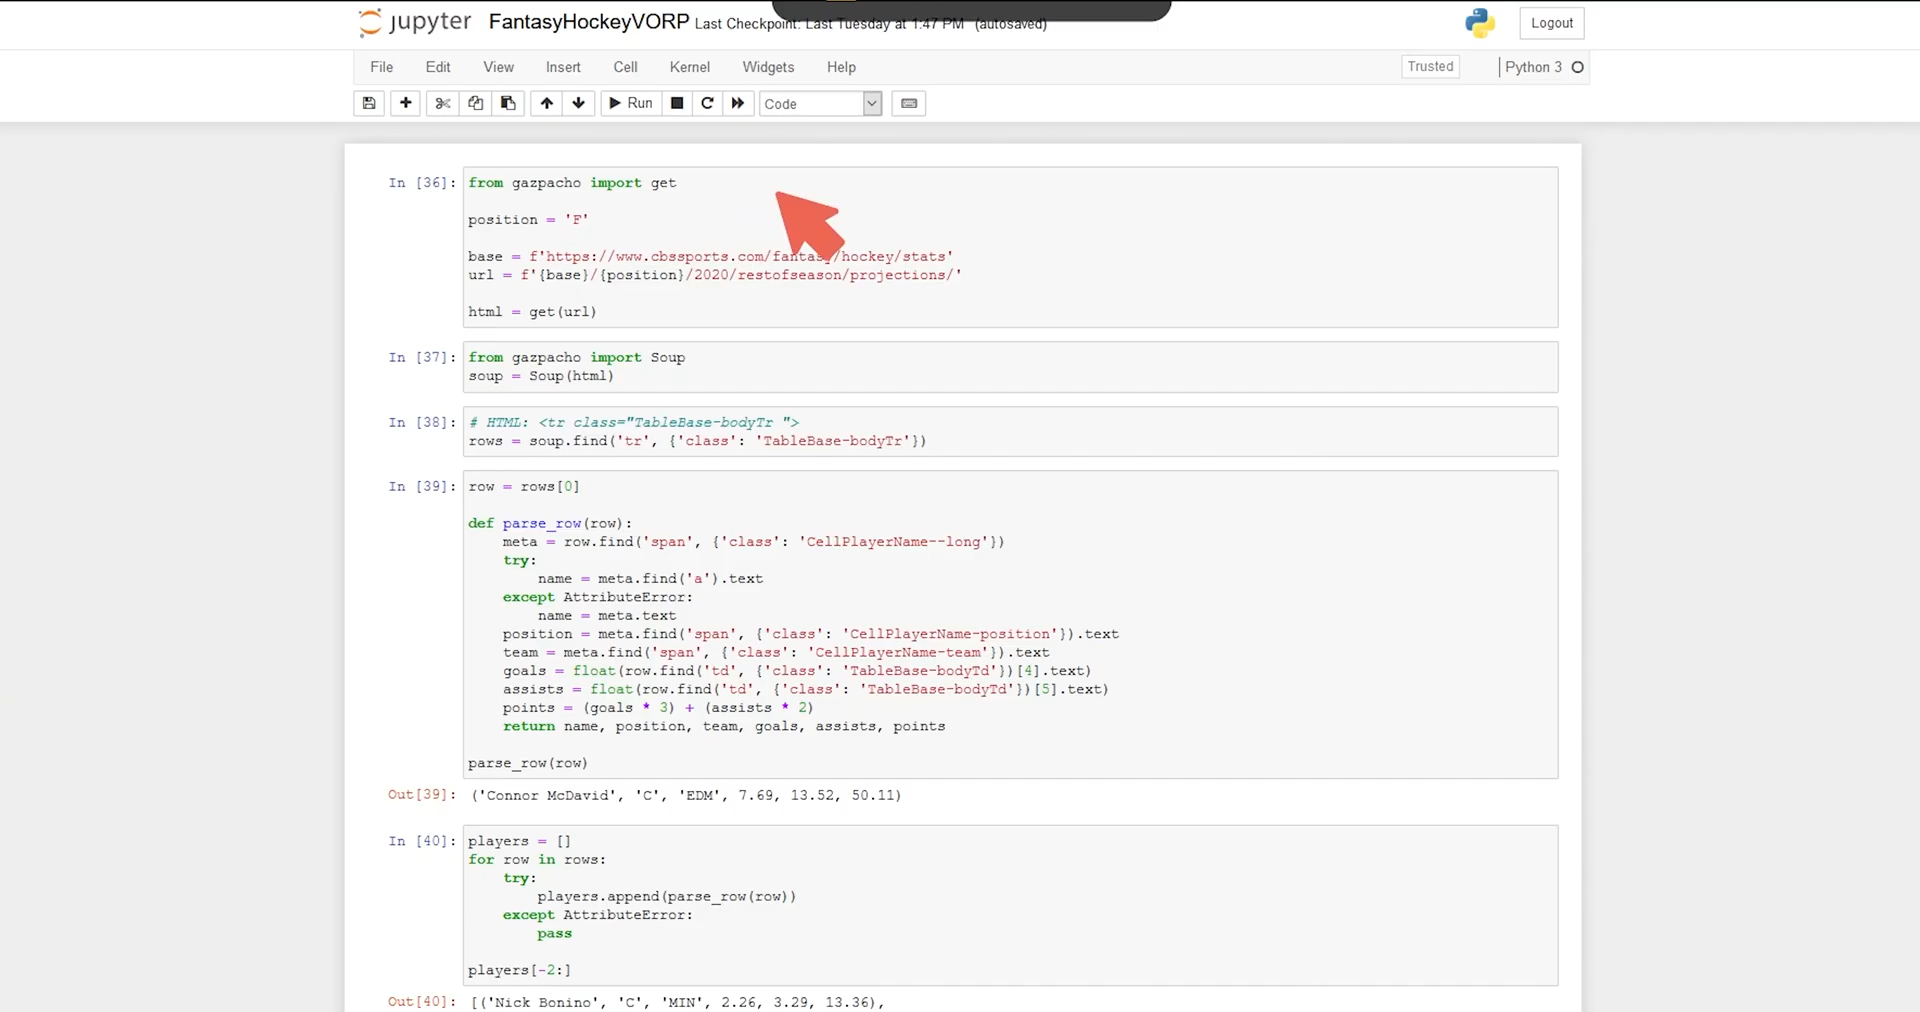 jupyter FantasyHockeyVORP Last Checkpoint: Last Tuesday at 1:47 PM (autosaved)
Logout
File Edit View Insert Cell Kernel Widgets Help
Trusted
Python 3
Run
Code
In [36]: from gazpacho import get
position = 'F'
base = f'https://www.cbssports.com/fantasy/hockey/stats'
url = f'{base}/{position}/2020/restofseason/projections/'
html = get(url)
In [37]: from gazpacho import Soup
soup = Soup(html)
In [38]: # HTML: <tr class="TableBase-bodyTr ">
rows = soup.find('tr', {'class': 'TableBase-bodyTr'})
In [39]: row = rows[0]
def parse_row(row):
meta = row.find('span', {'class': 'CellPlayerName--long'})
try:
name = meta.find('a').text
except AttributeError:
name = meta.text
position = meta.find('span', {'class': 'CellPlayerName-position'}).text
team = meta.find('span', {'class': 'CellPlayerName-team'}).text
goals = float(row.find('td', {'class': 'TableBase-bodyTd'})[4].text)
assists = float(row.find('td', {'class': 'TableBase-bodyTd'})[5].text)
points = (goals * 3) + (assists * 2)
return name, position, team, goals, assists, points
parse_row(row)
Out[39]: ('Connor McDavid', 'C', 'EDM', 7.69, 13.52, 50.11)
In [40]: players = []
for row in rows:
try:
players.append(parse_row(row))
except AttributeError:
pass
players[-2:]
Out[40]: [('Nick Bonino', 'C', 'MIN', 2.26, 3.29, 13.36),